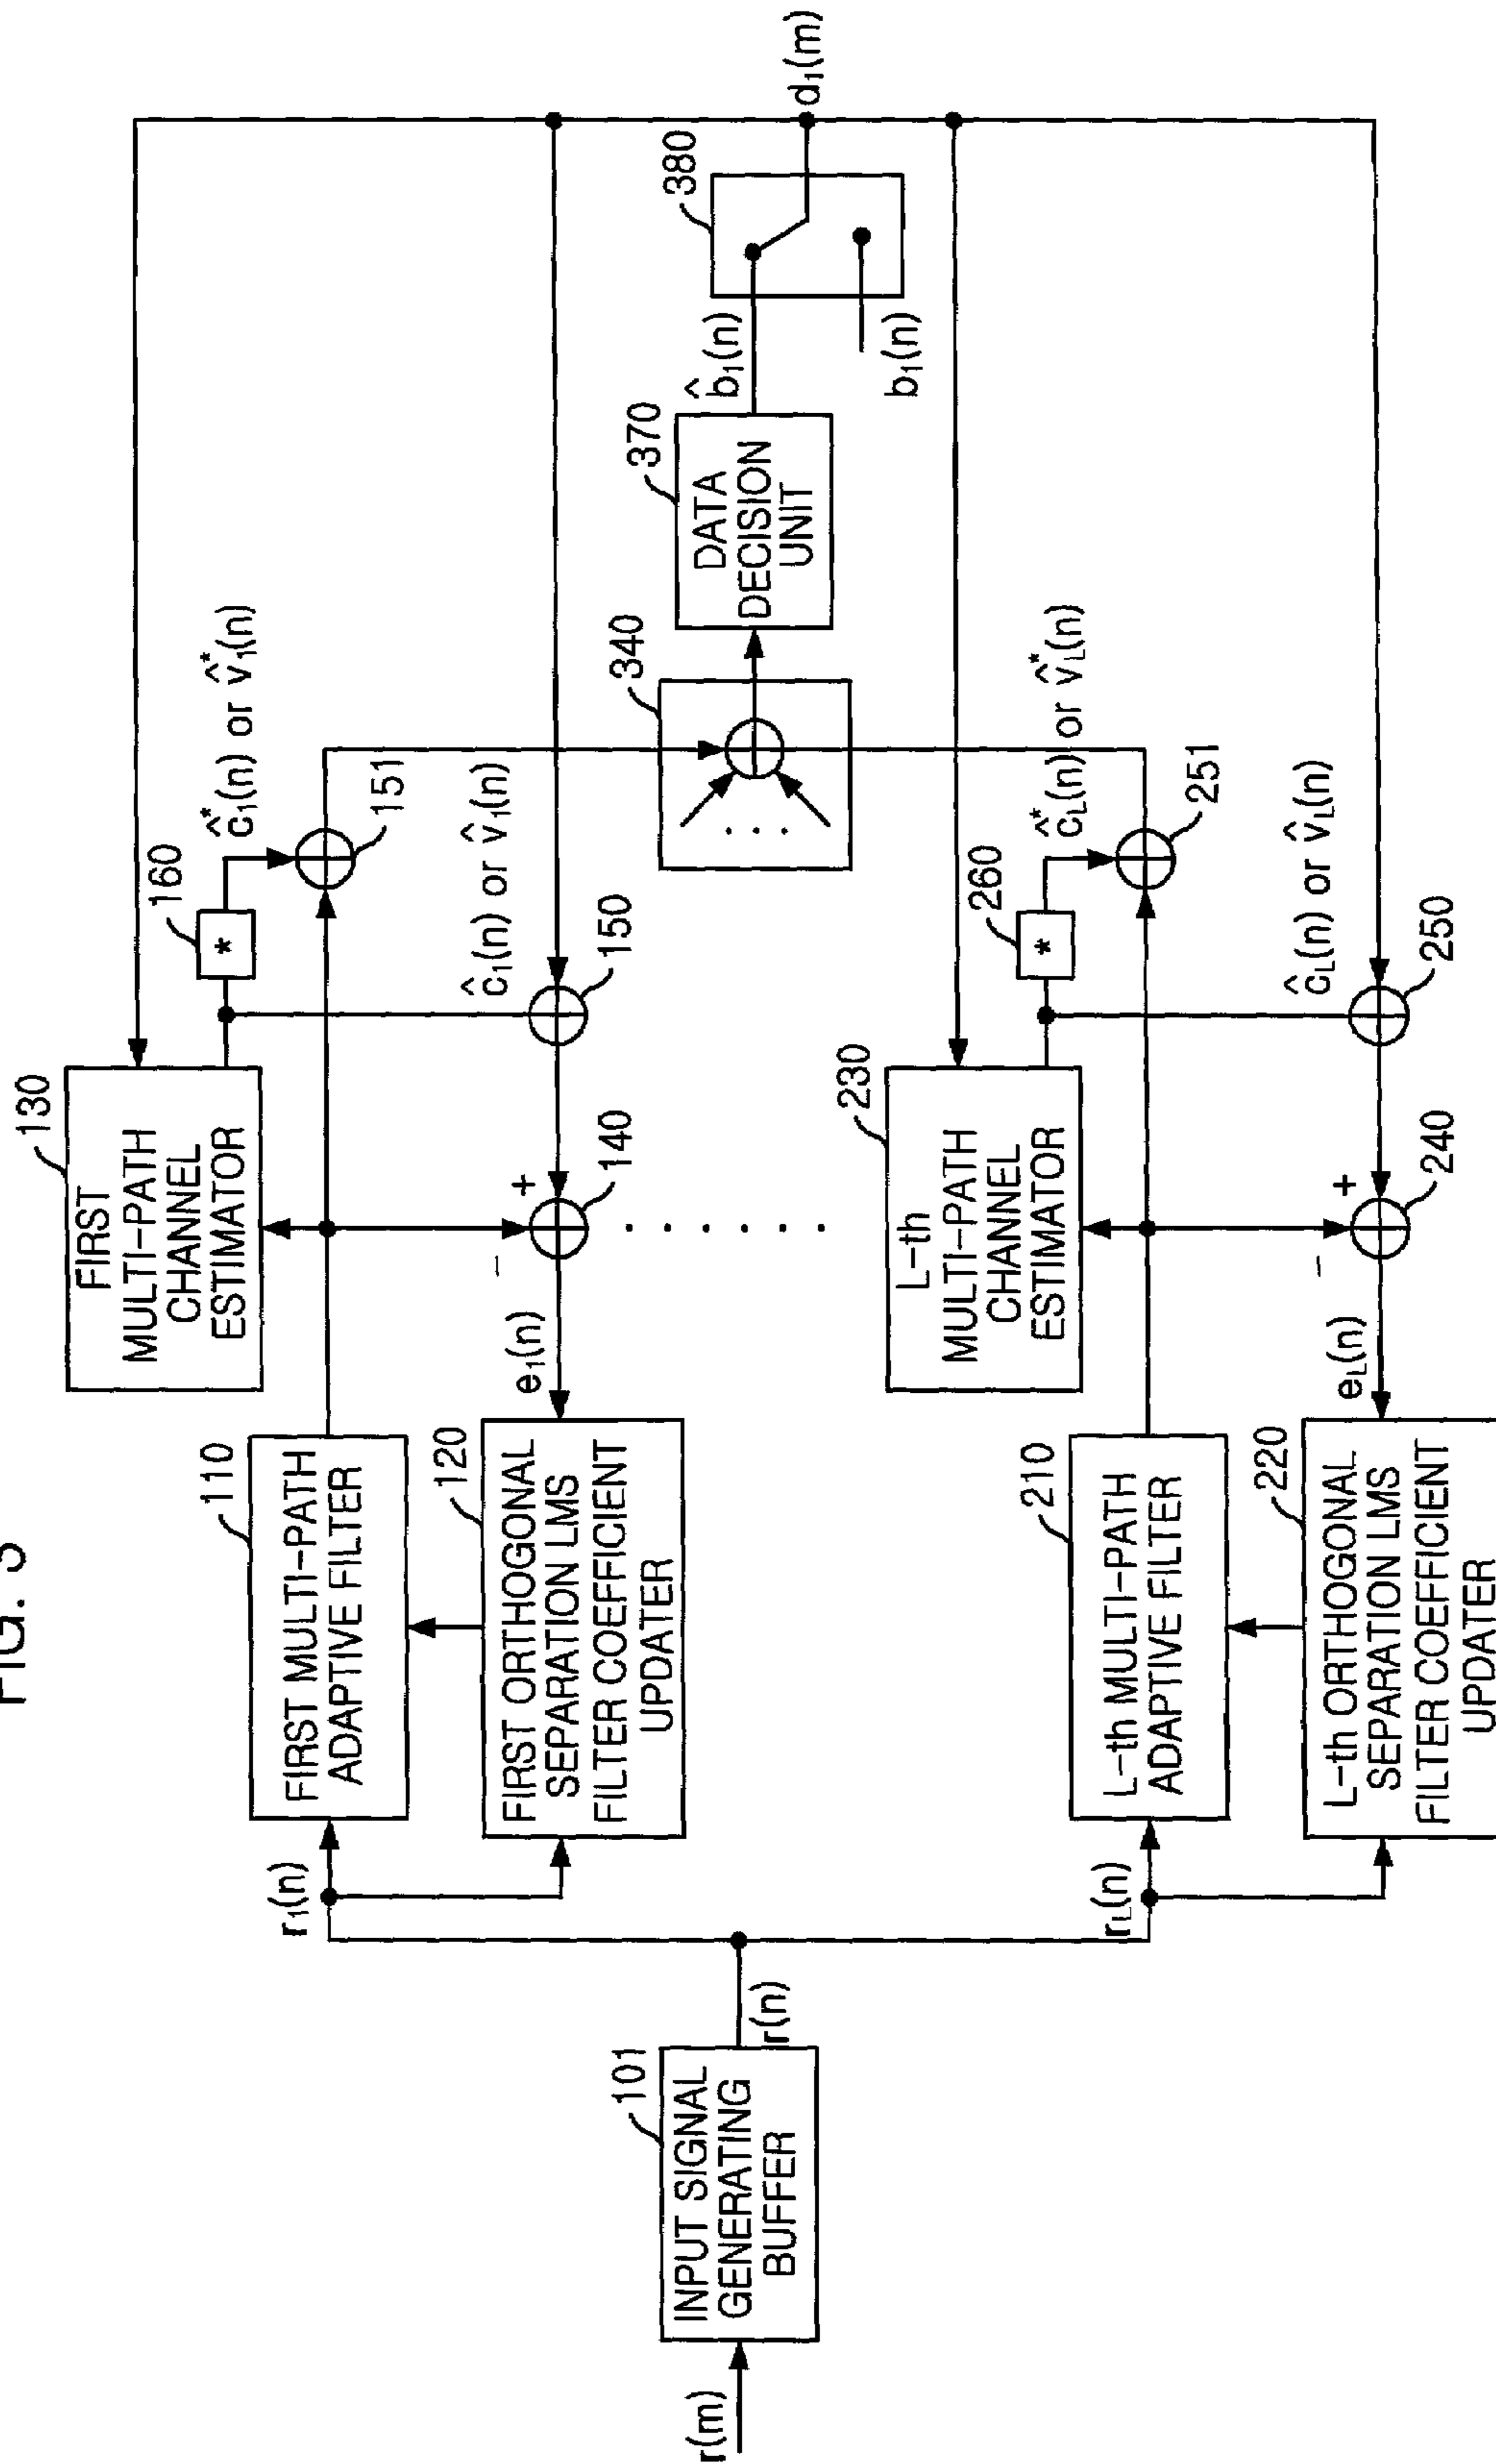 FIG. 3
r(m)
101
INPUT SIGNAL
GENERATING
BUFFER
r(n)
r₁(n)
110
FIRST MULTI-PATH
ADAPTIVE FILTER
120
FIRST ORTHOGONAL
SEPARATION LMS
FILTER COEFFICIENT
UPDATER
e₁(n)
130
FIRST
MULTI-PATH
CHANNEL
ESTIMATOR
−
+
140
150
ĉ₁(n) or v̂₁(n)
160
*
ĉ*₁(n) or v̂*₁(n)
151
. . . . . .
rL(n)
210
L-th MULTI-PATH
ADAPTIVE FILTER
220
L-th ORTHOGONAL
SEPARATION LMS
FILTER COEFFICIENT
UPDATER
eL(n)
230
L-th
MULTI-PATH
CHANNEL
ESTIMATOR
−
+
240
250
ĉL(n) or v̂L(n)
260
*
ĉ*L(n) or v̂*L(n)
251
340
. . .
370
DATA
DECISION
UNIT
b̂₁(n)
b₁(n)
380
d₁(m)